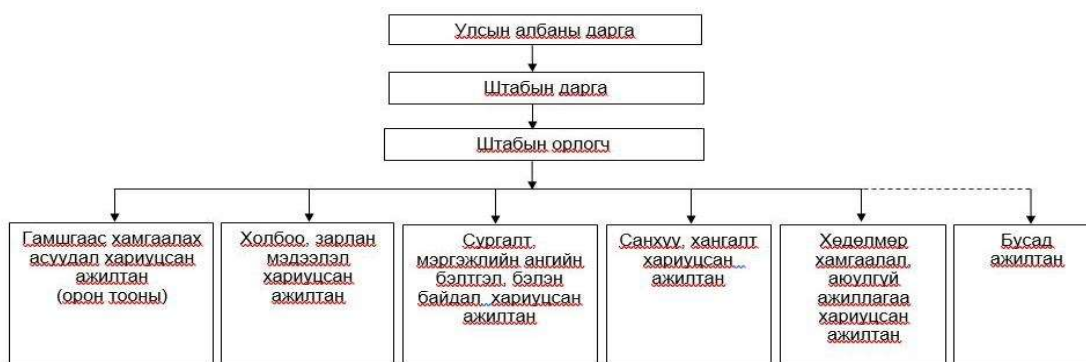 Улсын албаны дарга
Штабын дарга
Штабын орлогч
Гамшгаас хамгаалах
асуудал хариуцсан
ажилтан
(орон тооны)
Холбоо, зарлан
мэдээлэл
хариуцсан
ажилтан
Сургалт,
мэргэжлийн ангийн
бэлтгэл, бэлэн
байдал хариуцсан
ажилтан
Санхүү, хангалт
хариуцсан
ажилтан
Хөдөлмөр
хамгаалал,
аюулгүй
ажиллагаа
хариуцсан
ажилтан
Бусад
ажилтан